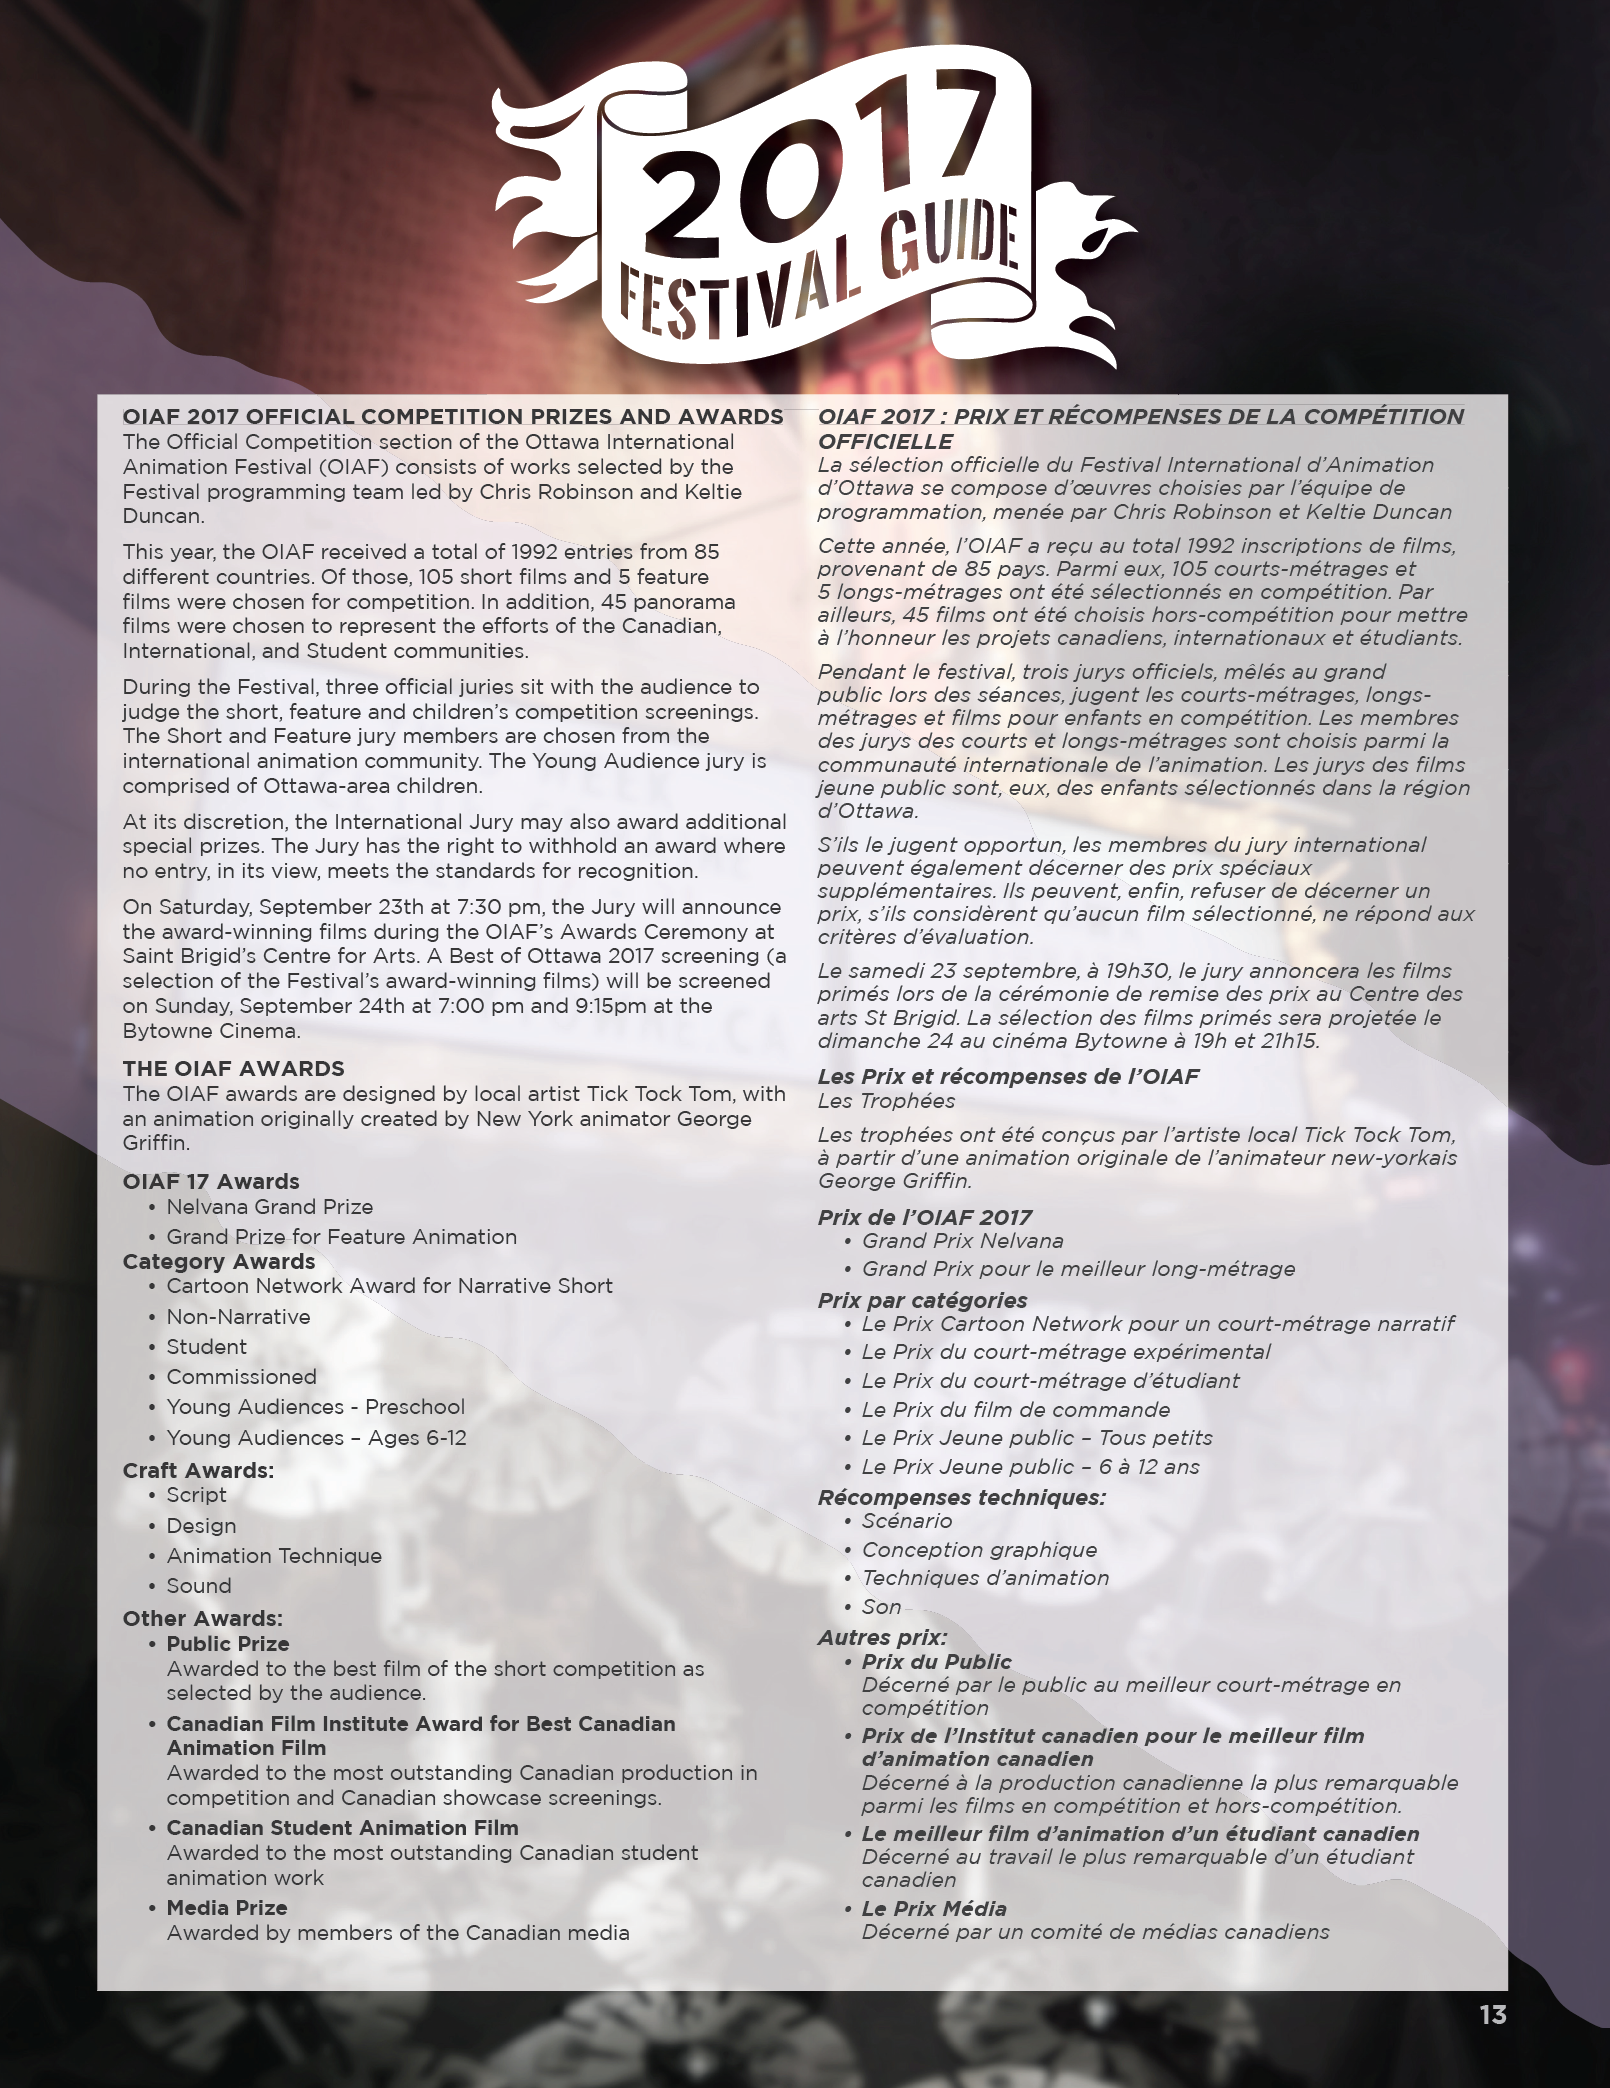 2017
FESTIVAL GUIDE
OIAF 2017 OFFICIAL COMPETITION PRIZES AND AWARDS
The Official Competition section of the Ottawa International
Animation Festival (OIAF) consists of works selected by the
Festival programming team led by Chris Robinson and Keltie
Duncan.
This year, the OIAF received a total of 1992 entries from 85
different countries. Of those, 105 short films and 5 feature
films were chosen for competition. In addition, 45 panorama
films were chosen to represent the efforts of the Canadian,
International, and Student communities.
During the Festival, three official juries sit with the audience to
judge the short, feature and children's competition screenings.
The Short and Feature jury members are chosen from the
international animation community. The Young Audience jury is
comprised of Ottawa-area children.
At its discretion, the International Jury may also award additional
special prizes. The Jury has the right to withhold an award where
no entry, in its view, meets the standards for recognition.
On Saturday, September 23th at 7:30 pm, the Jury will announce
the award-winning films during the OIAF's Awards Ceremony at
Saint Brigid's Centre for Arts. A Best of Ottawa 2017 screening (a
selection of the Festival's award-winning films) will be screened
on Sunday, September 24th at 7:00 pm and 9:15pm at the
Bytowne Cinema.
THE OIAF AWARDS
The OIAF awards are designed by local artist Tick Tock Tom, with
an animation originally created by New York animator George
Griffin.
OIAF 17 Awards
• Nelvana Grand Prize
• Grand Prize for Feature Animation
Category Awards
• Cartoon Network Award for Narrative Short
• Non-Narrative
• Student
• Commissioned
• Young Audiences - Preschool
• Young Audiences – Ages 6-12
Craft Awards:
• Script
• Design
• Animation Technique
• Sound
Other Awards:
• Public Prize
Awarded to the best film of the short competition as
selected by the audience.
• Canadian Film Institute Award for Best Canadian
Animation Film
Awarded to the most outstanding Canadian production in
competition and Canadian showcase screenings.
• Canadian Student Animation Film
Awarded to the most outstanding Canadian student
animation work
• Media Prize
Awarded by members of the Canadian media
OIAF 2017 : PRIX ET RÉCOMPENSES DE LA COMPÉTITION
OFFICIELLE
La sélection officielle du Festival International d'Animation
d'Ottawa se compose d'œuvres choisies par l'équipe de
programmation, menée par Chris Robinson et Keltie Duncan
Cette année, l'OIAF a reçu au total 1992 inscriptions de films,
provenant de 85 pays. Parmi eux, 105 courts-métrages et
5 longs-métrages ont été sélectionnés en compétition. Par
ailleurs, 45 films ont été choisis hors-compétition pour mettre
à l'honneur les projets canadiens, internationaux et étudiants.
Pendant le festival, trois jurys officiels, mêlés au grand
public lors des séances, jugent les courts-métrages, longs-
métrages et films pour enfants en compétition. Les membres
des jurys des courts et longs-métrages sont choisis parmi la
communauté internationale de l'animation. Les jurys des films
jeune public sont, eux, des enfants sélectionnés dans la région
d'Ottawa.
S'ils le jugent opportun, les membres du jury international
peuvent également décerner des prix spéciaux
supplémentaires. Ils peuvent, enfin, refuser de décerner un
prix, s'ils considèrent qu'aucun film sélectionné, ne répond aux
critères d'évaluation.
Le samedi 23 septembre, à 19h30, le jury annoncera les films
primés lors de la cérémonie de remise des prix au Centre des
arts St Brigid. La sélection des films primés sera projetée le
dimanche 24 au cinéma Bytowne à 19h et 21h15.
Les Prix et récompenses de l'OIAF
Les Trophées
Les trophées ont été conçus par l'artiste local Tick Tock Tom,
à partir d'une animation originale de l'animateur new-yorkais
George Griffin.
Prix de l'OIAF 2017
• Grand Prix Nelvana
• Grand Prix pour le meilleur long-métrage
Prix par catégories
• Le Prix Cartoon Network pour un court-métrage narratif
• Le Prix du court-métrage expérimental
• Le Prix du court-métrage d'étudiant
• Le Prix du film de commande
• Le Prix Jeune public – Tous petits
• Le Prix Jeune public – 6 à 12 ans
Récompenses techniques:
• Scénario
• Conception graphique
• Techniques d'animation
• Son
Autres prix:
• Prix du Public
Décerné par le public au meilleur court-métrage en
compétition
• Prix de l'Institut canadien pour le meilleur film
d'animation canadien
Décerné à la production canadienne la plus remarquable
parmi les films en compétition et hors-compétition.
• Le meilleur film d'animation d'un étudiant canadien
Décerné au travail le plus remarquable d'un étudiant
canadien
• Le Prix Média
Décerné par un comité de médias canadiens
13